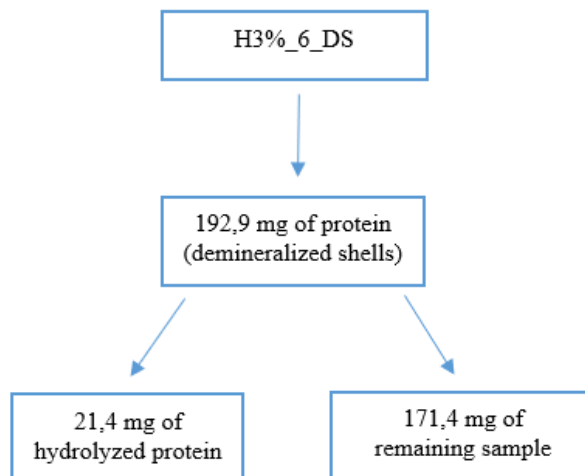 H3%_6_DS
192,9 mg of protein
(demineralized shells)
21,4 mg of
hydrolyzed protein
171,4 mg of
remaining sample